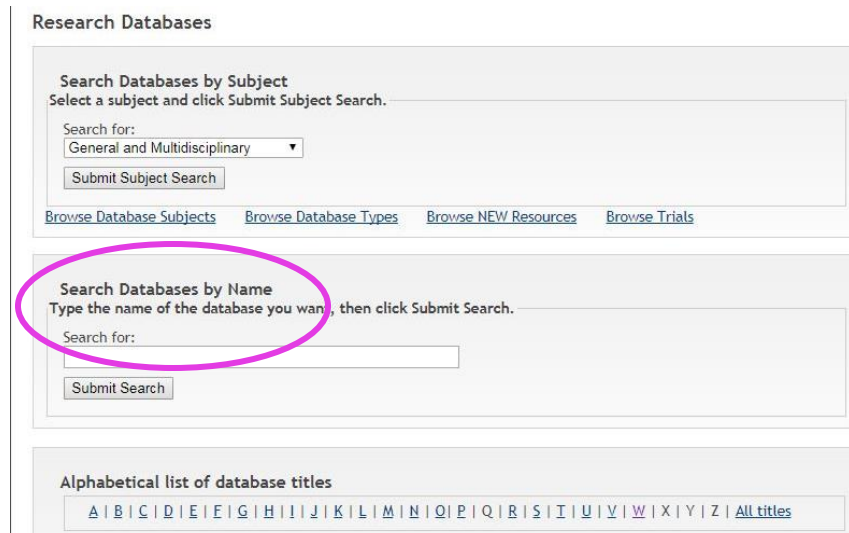 Research Databases
Search Databases by Subject
Select a subject and click Submit Subject Search.
Search for:
General and Multidisciplinary
Submit Subject Search
Browse Database Subjects Browse Database Types Browse NEW Resources Browse Trials
Search Databases by Name
Type the name of the database you want, then click Submit Search.
Search for:
Submit Search
Alphabetical list of database titles
A | B | C | D | E | F | G | H | I | J | K | L | M | N | O| P | Q | R | S | T | U | V | W | X | Y | Z | All titles